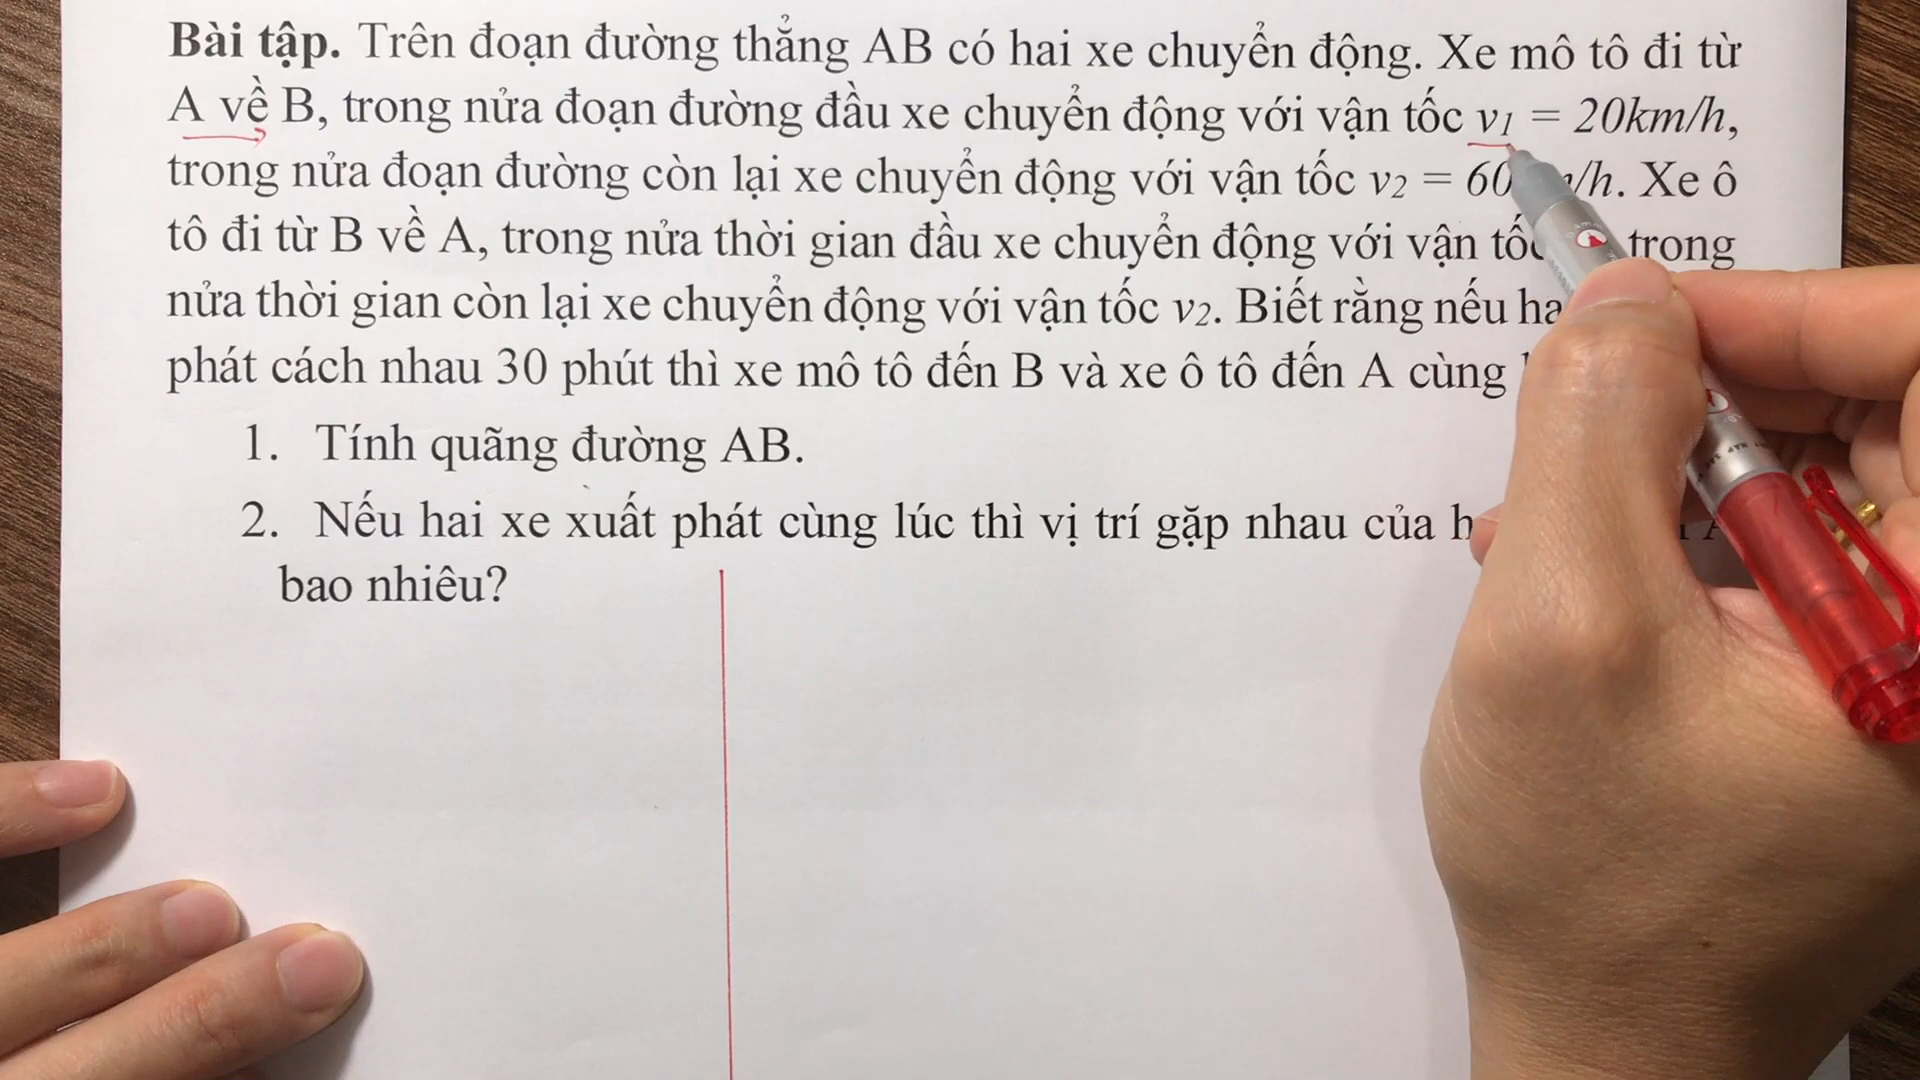 Bài tập. Trên đoạn đường thẳng AB có hai xe chuyển động. Xe mô tô đi từ
A về B, trong nửa đoạn đường đầu xe chuyển động với vận tốc v1 = 20km/h,
trong nửa đoạn đường còn lại xe chuyển động với vận tốc v2 = 60 /h. Xe ô
tô đi từ B về A, trong nửa thời gian đầu xe chuyển động với vận tốc trong
nửa thời gian còn lại xe chuyển động với vận tốc v2. Biết rằng nếu
phát cách nhau 30 phút thì xe mô tô đến B và xe ô tô đến A cùng
1. Tính quãng đường AB.
2. Nếu hai xe xuất phát cùng lúc thì vị trí gặp nhau của
bao nhiêu?